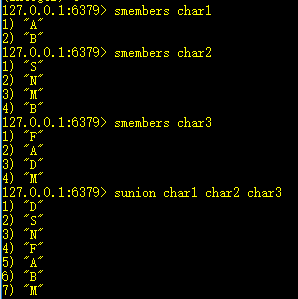 127.0.0.1:6379> smembers char1
1) "A"
2) "B"
127.0.0.1:6379> smembers char2
1) "S"
2) "N"
3) "M"
4) "B"
127.0.0.1:6379> smembers char3
1) "F"
2) "A"
3) "D"
4) "M"
127.0.0.1:6379> sunion char1 char2 char3
1) "D"
2) "S"
3) "N"
4) "F"
5) "A"
6) "B"
7) "M"